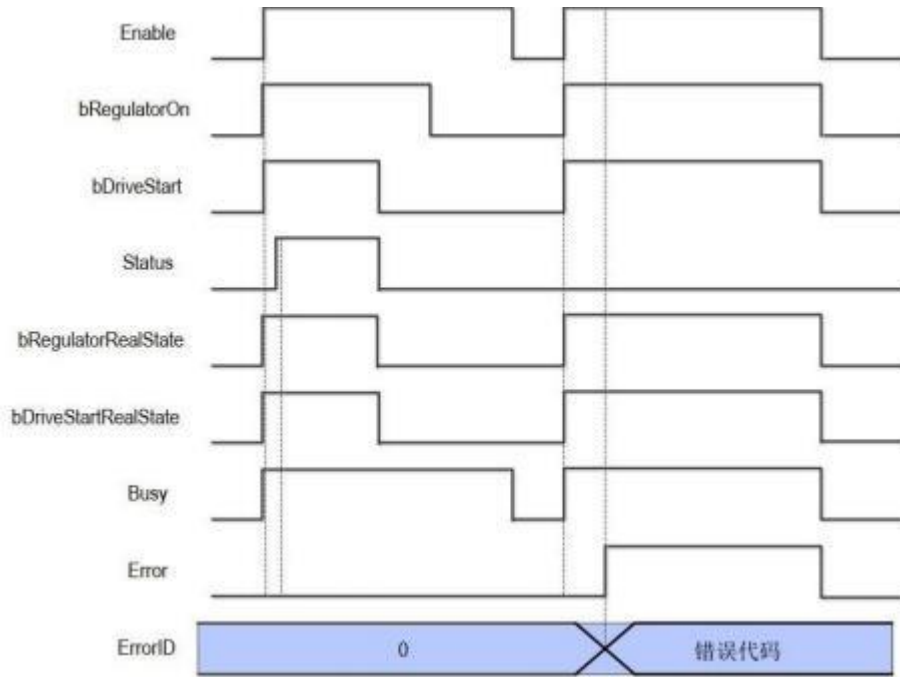 Enable
bRegulatorOn
bDriveStart
Status
bRegulatorRealState
bDriveStartRealState
Busy
Error
ErrorID 0 错误代码